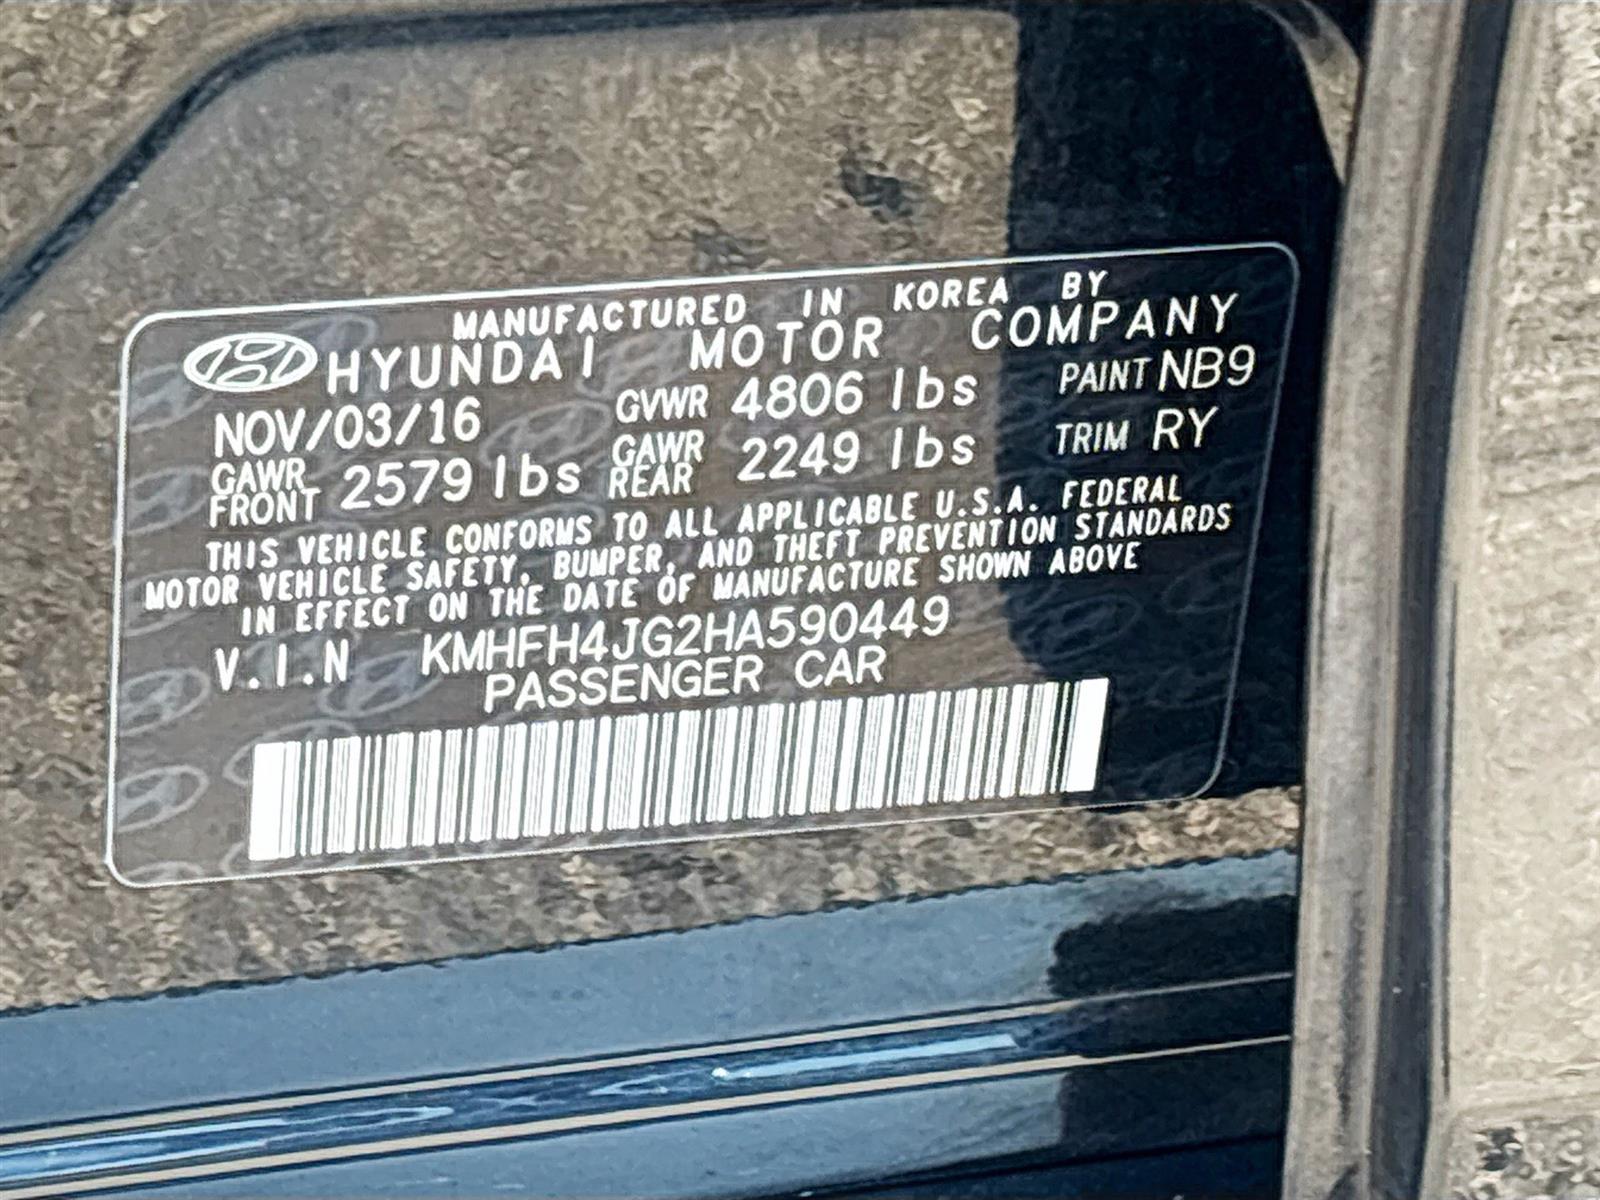 MANUFACTURED IN KOREA BY
HYUNDAI MOTOR COMPANY
NOV/03/16 GVWR 4806 lbs PAINT NB9
GAWR FRONT 2579 lbs GAWR REAR 2249 lbs TRIM RY
THIS VEHICLE CONFORMS TO ALL APPLICABLE U.S.A. FEDERAL
MOTOR VEHICLE SAFETY, BUMPER, AND THEFT PREVENTION STANDARDS
IN EFFECT ON THE DATE OF MANUFACTURE SHOWN ABOVE
V.I.N KMHFH4JG2HA590449
PASSENGER CAR